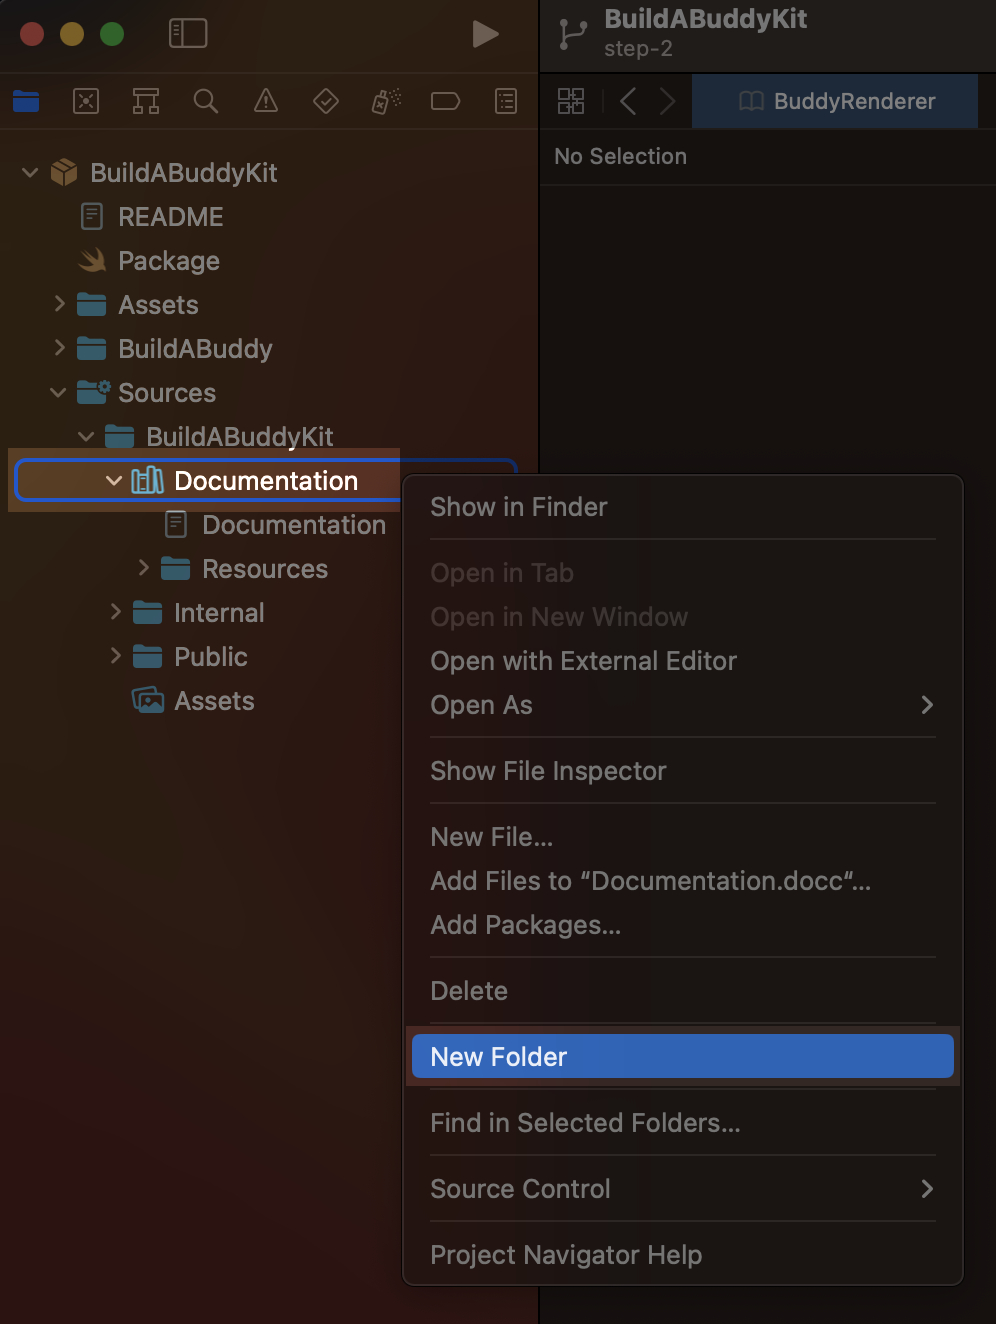 BuildABuddyKit
step-2
BuddyRenderer
No Selection
BuildABuddyKit
README
Package
Assets
BuildABuddy
Sources
BuildABuddyKit
Documentation
Documentation
Resources
Internal
Public
Assets
Show in Finder
Open in Tab
Open in New Window
Open with External Editor
Open As
Show File Inspector
New File...
Add Files to “Documentation.docc“...
Add Packages...
Delete
New Folder
Find in Selected Folders...
Source Control
Project Navigator Help